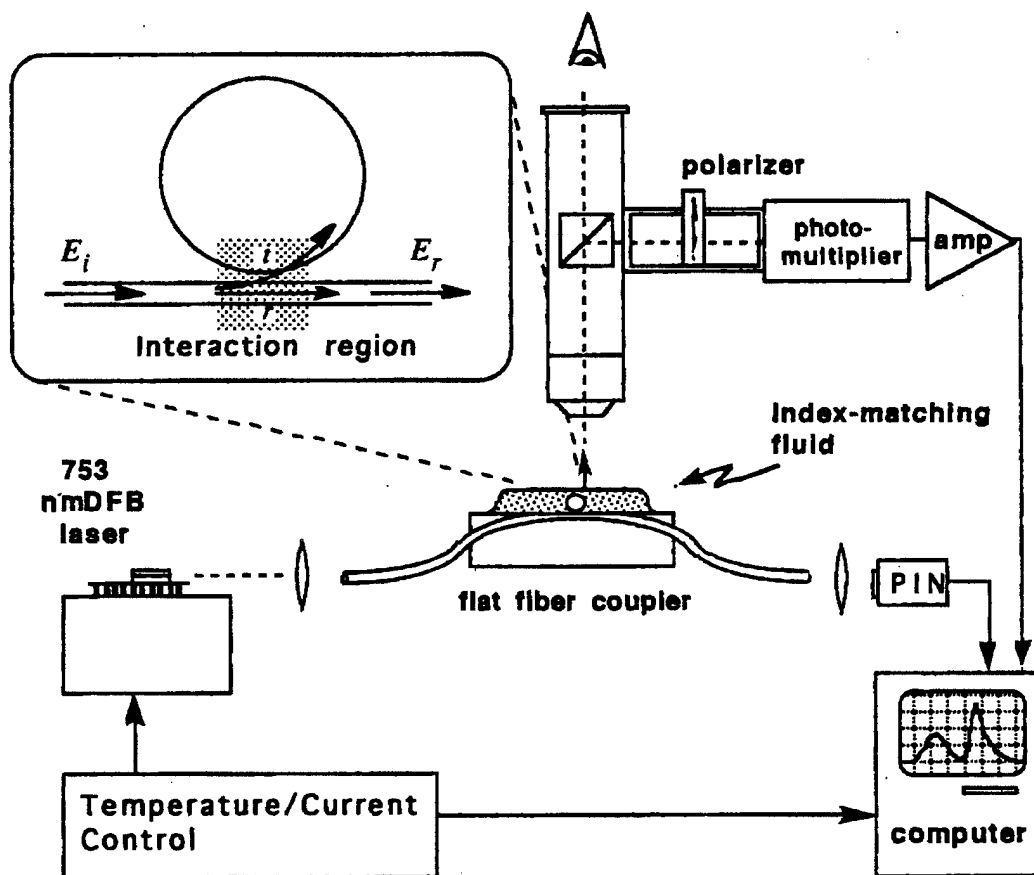 polarizer
photo-
multiplier
amp
E_i
E_r
i
r
Interaction region
Index-matching
fluid
753
nmDFB
laser
flat fiber coupler
PIN
Temperature/Current
Control
computer